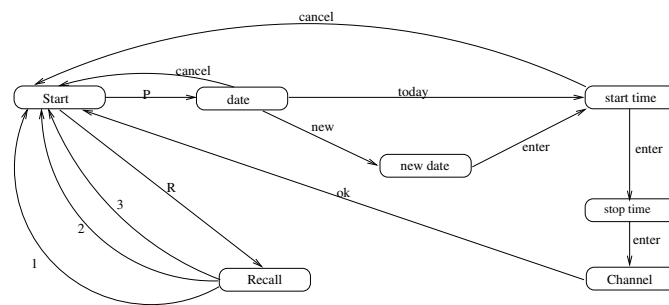 cancel
cancel
Start
P
date
today
start time
new
new date
enter
enter
R
ok
3
2
1
stop time
enter
Recall
Channel